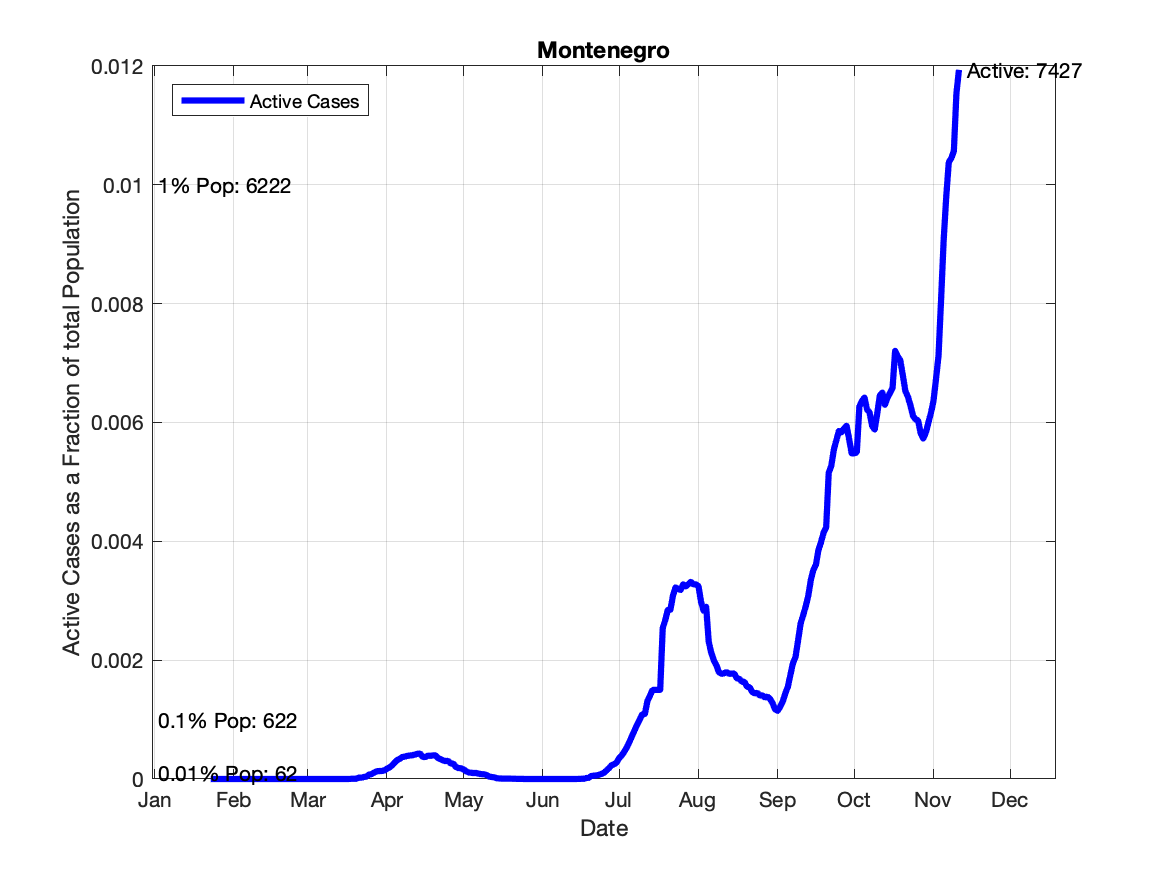 Montenegro
0.012
Active: 7427
Active Cases
0.01
1% Pop: 6222
0.008
0.006
0.004
0.002
0.1% Pop: 622
0.01% Pop: 62
0
Active Cases as a Fraction of total Population
Jan Feb Mar Apr May Jun Jul Aug Sep Oct Nov Dec
Date